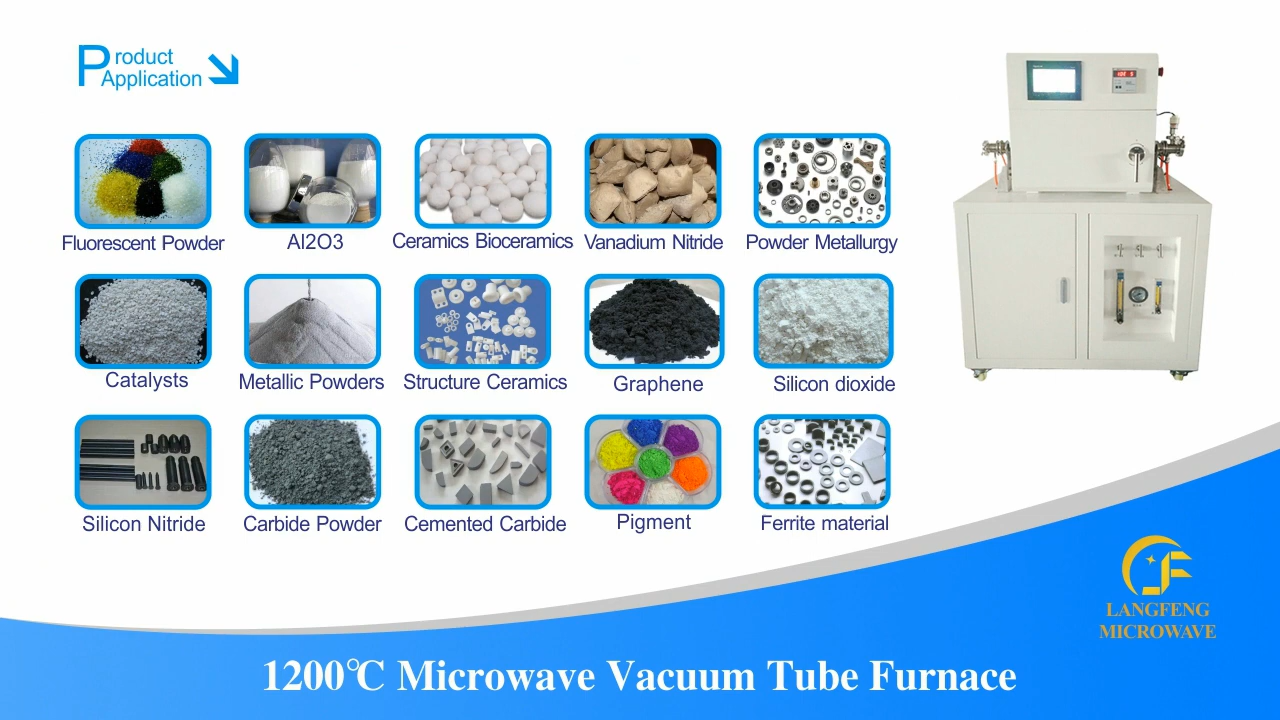 Product
Application
Fluorescent Powder
Al2O3
Ceramics Bioceramics
Vanadium Nitride
Powder Metallurgy
Catalysts
Metallic Powders
Structure Ceramics
Graphene
Silicon dioxide
Silicon Nitride
Carbide Powder
Cemented Carbide
Pigment
Ferrite material
LANGFENG
MICROWAVE
1200℃ Microwave Vacuum Tube Furnace